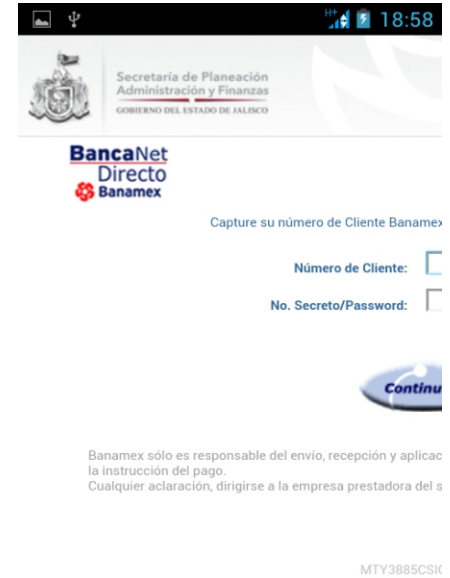 H+ 18:58
Secretaría de Planeación
Administración y Finanzas
GOBIERNO DEL ESTADO DE JALISCO
BancaNet
Directo
Banamex
Capture su número de Cliente Banamex
Número de Cliente:
No. Secreto/Password:
Continu
Banamex sólo es responsable del envío, recepción y aplicac
la instrucción del pago.
Cualquier aclaración, dirigirse a la empresa prestadora del s
MTY3885CSI